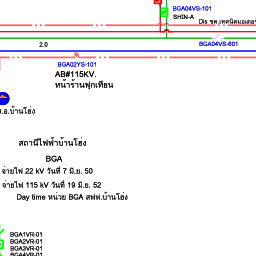 BGA04VS-101
SHIN-A
Dis ชุด.เทคนิคมอเตอร์
2.0
BGA04VS-601
BGA02YS-101
AB#115KV.
หน้าร้านฟุกเทียน
อ.บ้านโฮ่ง
สถานีไฟฟ้าบ้านโฮ่ง
BGA
จ่ายไฟ 22 kV วันที่ 7 มิ.ย. 50
จ่ายไฟ 115 kV วันที่ 19 มิ.ย. 52
Day time หน่วย BGA สฟฟ.บ้านโฮ่ง
BGA1VR-01
BGA2VR-01
BGA3VR-01
BGA4VR-01